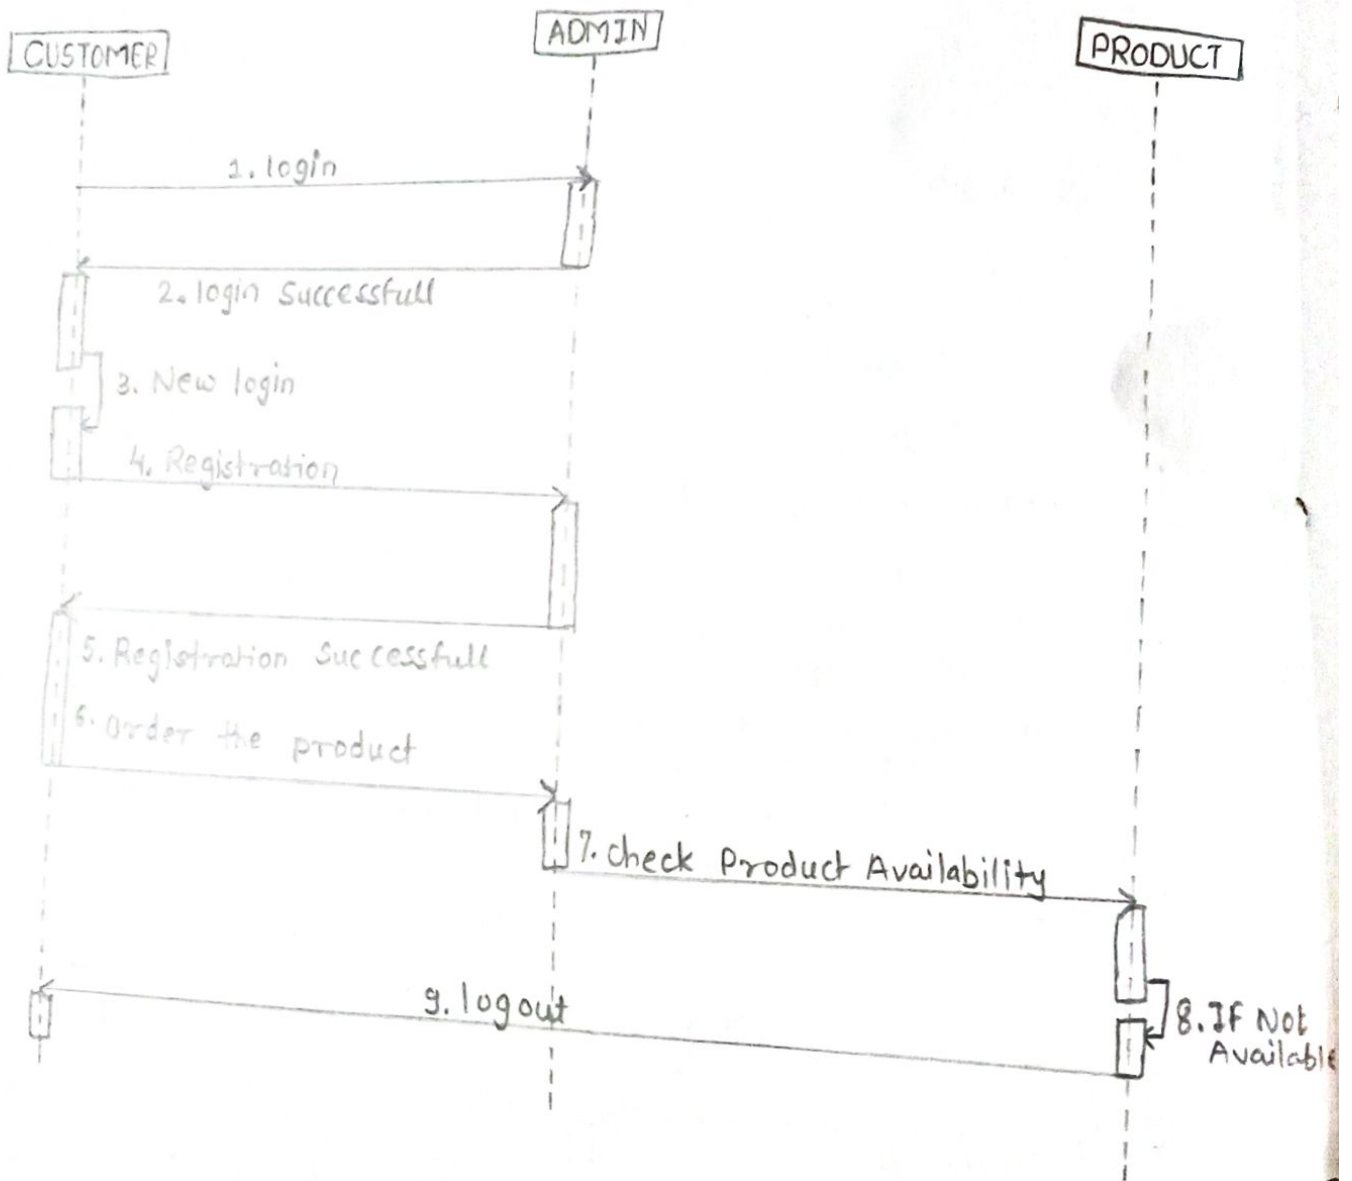 CUSTOMER
ADMIN
PRODUCT
1. login
2. login Successfull
3. New login
4. Registration
5. Registration Successfull
6. order the product
7. check Product Availability
8. IF Not
Available
9. logout